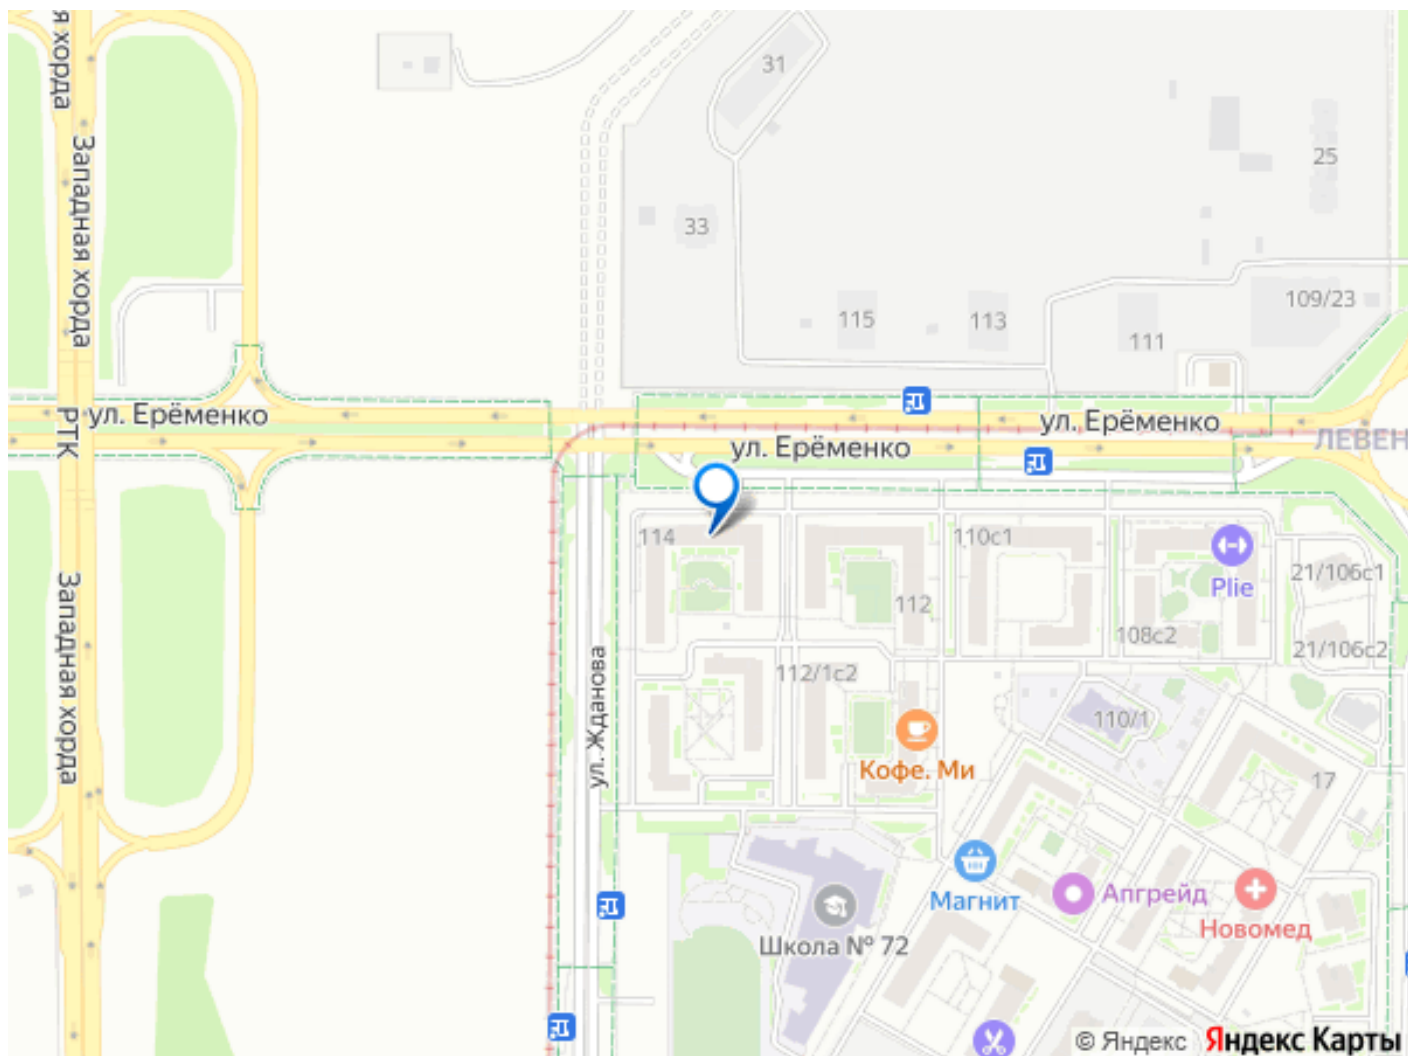 я хорда
31
Западная хорда
25
33
109/23
115
113
111
ул. Ерёменко
ул. Ерёменко
ул. Ерёменко
РТК
ЛЕВЕН
114
110с1
Plie
21/106с1
112
108с2
21/106с2
Западная хорда
ул. Жданова
112/1с2
110/1
Кофе. Ми
17
Магнит
Апгрейд
Новомед
Школа № 72
© Яндекс
Яндекс Карты